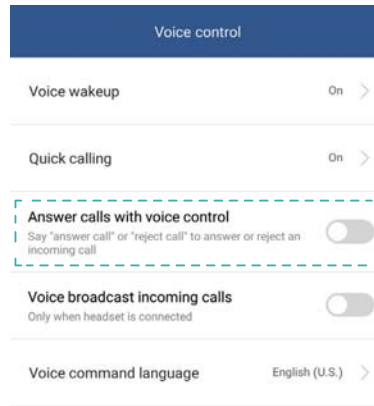 Voice control
Voice wakeup On
Quick calling On
Answer calls with voice control
Say "answer call" or "reject call" to answer or reject an
incoming call
Voice broadcast incoming calls
Only when headset is connected
Voice command language English (U.S.)